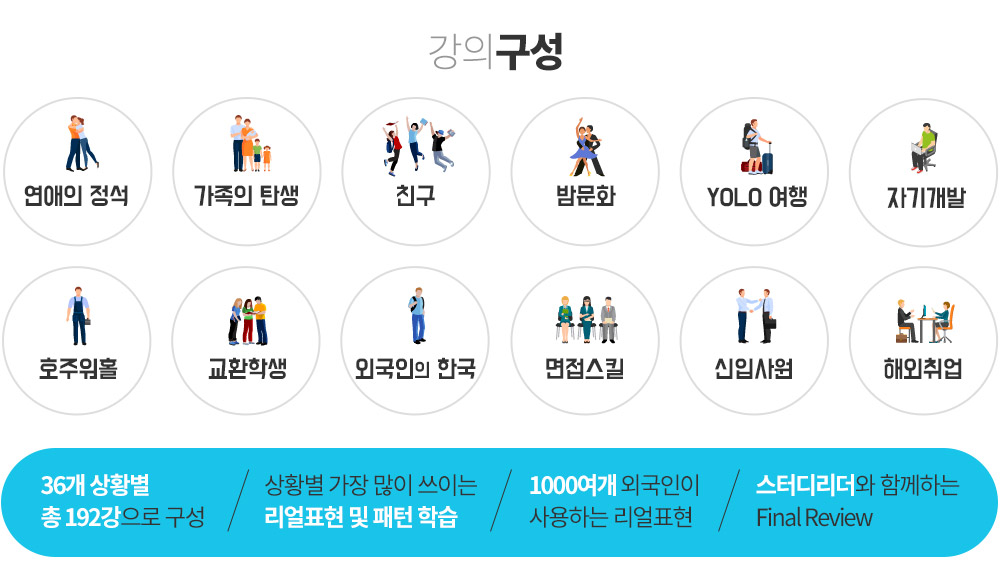 강의구성
연애의 정석
가족의 탄생
친구
밤문화
YOLO 여행
자기개발
호주워홀
교환학생
외국인의 한국
면접스킬
신입사원
해외취업
36개 상황별
총 192강으로 구성
상황별 가장 많이 쓰이는
리얼표현 및 패턴 학습
1000여개 외국인이
사용하는 리얼표현
스터디리더와 함께하는
Final Review